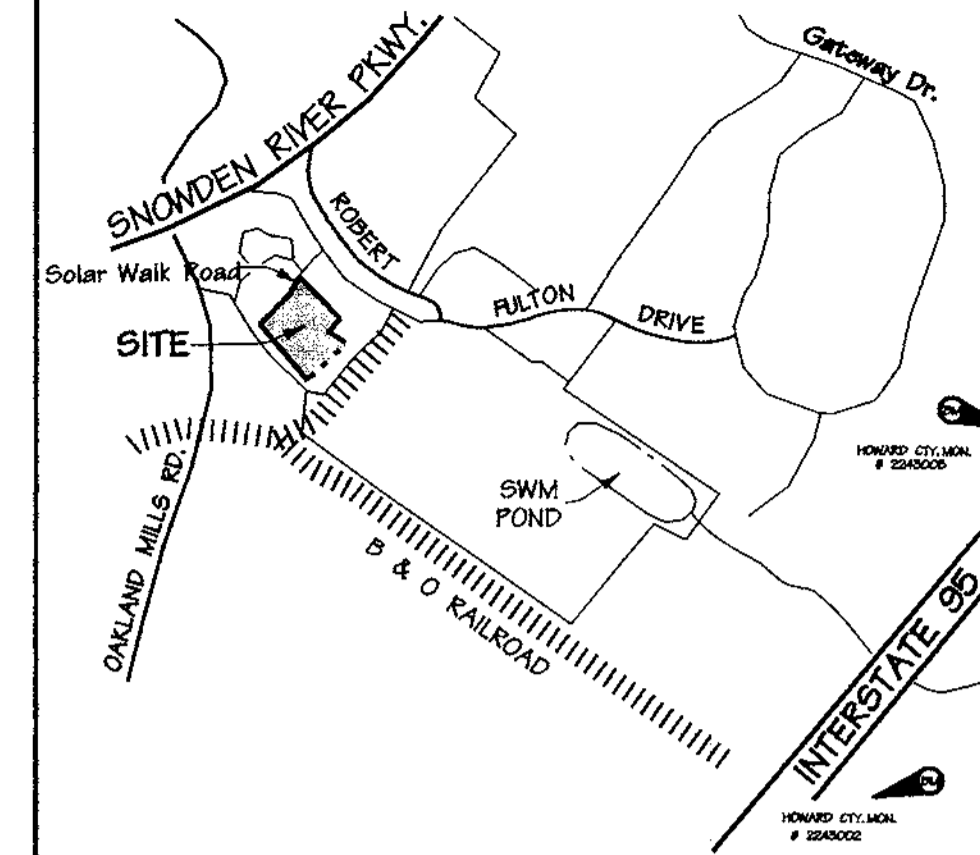 Gateway Dr.
SNOWDEN RIVER PKWY.
ROBERT
Solar Walk Road
FULTON
DRIVE
SITE
HOWARD CTY. MON.
# 2243005
SWM
POND
OAKLAND MILLS RD.
B & O RAILROAD
INTERSTATE 95
HOWARD CTY. MON.
# 2243002